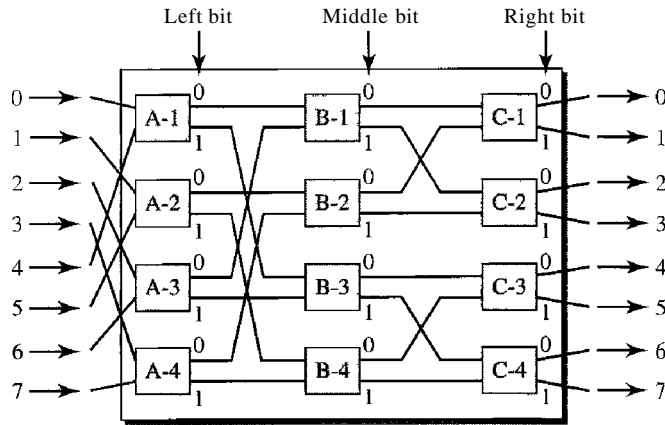 Left bit Middle bit Right bit
0 0 0 0 0
A-1 B-1 C-1
1 1 1 1 1
2 0 0 0 2
A-2 B-2 C-2
3 1 1 1 3
4 0 0 0 4
A-3 B-3 C-3
5 1 1 1 5
6 0 0 0 6
A-4 B-4 C-4
7 1 1 1 7